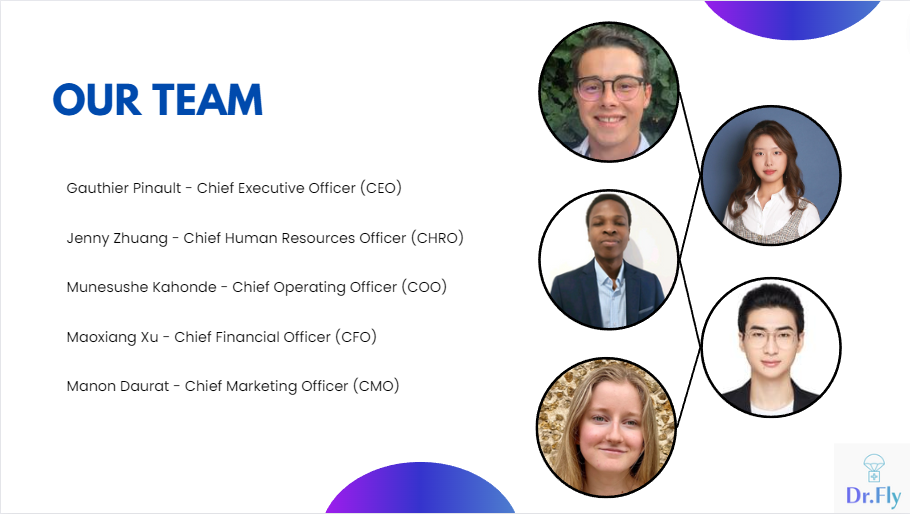 OUR TEAM
Gauthier Pinault - Chief Executive Officer (CEO)
Jenny Zhuang - Chief Human Resources Officer (CHRO)
Munesushe Kahonde - Chief Operating Officer (COO)
Maoxiang Xu - Chief Financial Officer (CFO)
Manon Daurat - Chief Marketing Officer (CMO)
Dr.Fly